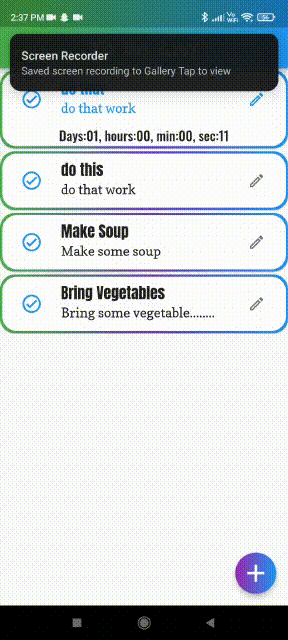 2:37 PM
Vo
WiFi
Screen Recorder
Saved screen recording to Gallery Tap to view
do that work
Days:01, hours:00, min:00, sec:11
do this
do that work
Make Soup
Make some soup
Bring Vegetables
Bring some vegetable........